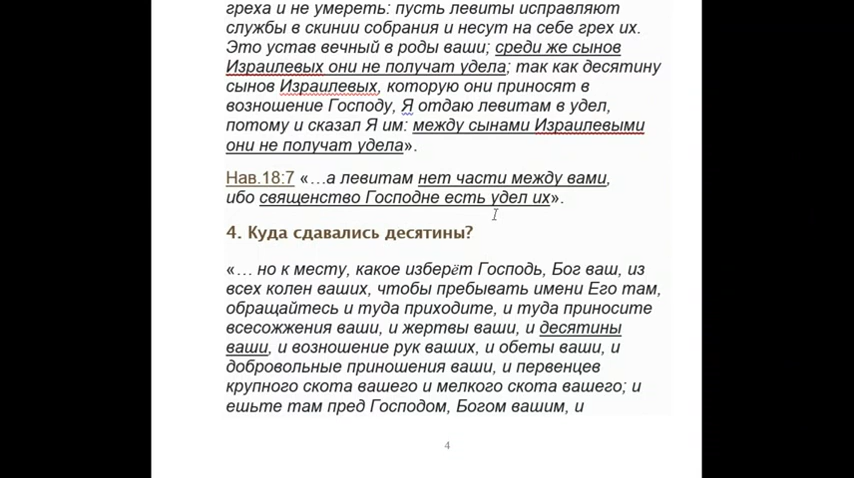 греха и не умереть: пусть левиты исправляют
службы в скинии собрания и несут на себе грех их.
Это устав вечный в роды ваши; среди же сынов
Израилевых они не получат удела; так как десятину
сынов Израилевых, которую они приносят в
возношение Господу, Я отдаю левитам в удел,
потому и сказал Я им: между сынами Израилевыми
они не получат удела».
Нав.18:7 «…а левитам нет части между вами,
ибо священство Господне есть удел их».
4. Куда сдавались десятины?
«… но к месту, какое изберёт Господь, Бог ваш, из
всех колен ваших, чтобы пребывать имени Его там,
обращайтесь и туда приходите, и туда приносите
всесожжения ваши, и жертвы ваши, и десятины
ваши, и возношение рук ваших, и обеты ваши, и
добровольные приношения ваши, и первенцев
крупного скота вашего и мелкого скота вашего; и
ешьте там пред Господом, Богом вашим, и
4